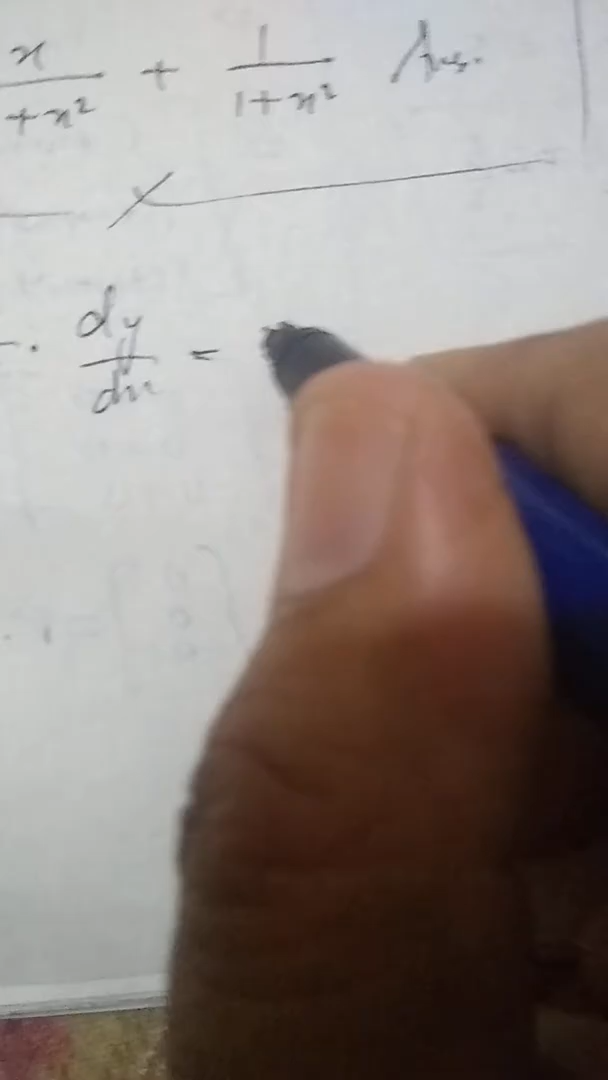 x/+x² + 1/1+x² Ans.
. dy/dx =